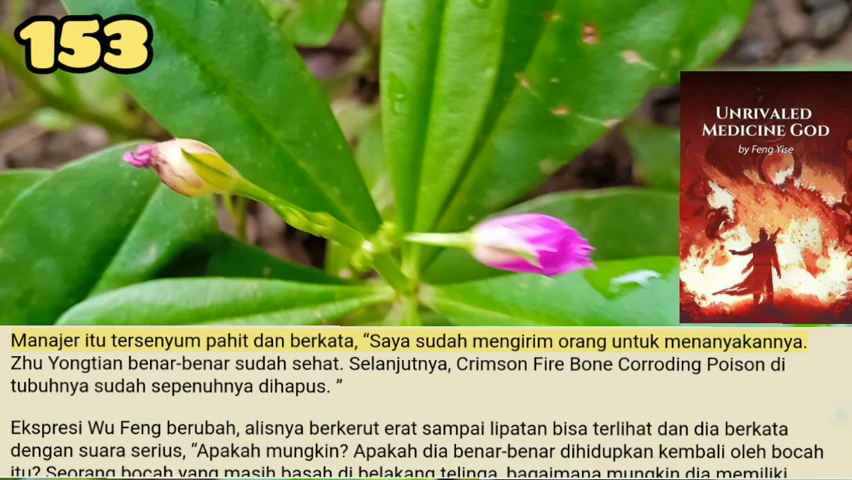 153
UNRIVALED
MEDICINE GOD
by Feng Yise
Manajer itu tersenyum pahit dan berkata, “Saya sudah mengirim orang untuk menanyakannya.
Zhu Yongtian benar-benar sudah sehat. Selanjutnya, Crimson Fire Bone Corroding Poison di
tubuhnya sudah sepenuhnya dihapus. ”
Ekspresi Wu Feng berubah, alisnya berkerut erat sampai lipatan bisa terlihat dan dia berkata
dengan suara serius, “Apakah mungkin? Apakah dia benar-benar dihidupkan kembali oleh bocah
itu? Seorang bocah yang masih basah di belakang telinga, bagaimana mungkin dia memiliki